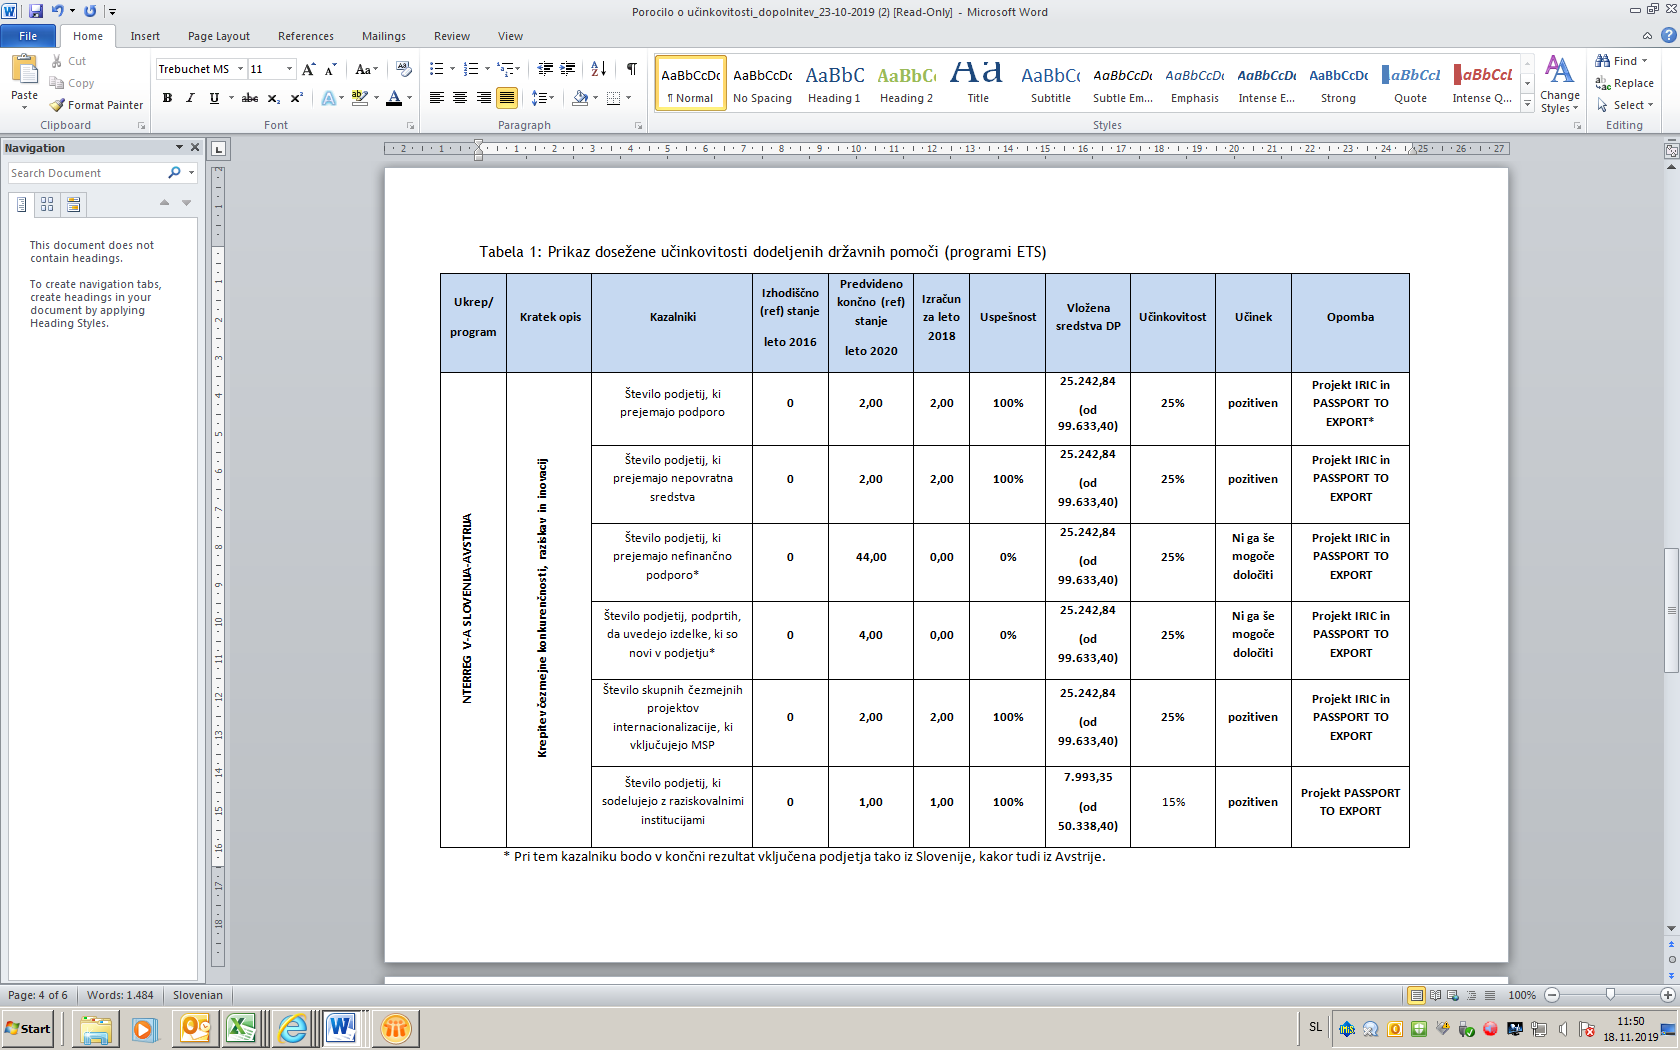 Porocilo o učinkovitosti_dopolnitev_23-10-2019 (2) [Read-Only] - Microsoft Word
File Home Insert Page Layout References Mailings Review View
Paste
Cut
Copy
Format Painter
Clipboard
Trebuchet MS 11
Font
Paragraph
AaBbCcDc AaBbCcDc AaBbC AaBbC Aa AaBbCc AaBbCcDc AaBbCcDc AaBbCcDc AaBbCcDc AaBbCcL AaBbCcL
¶ Normal No Spacing Heading 1 Heading 2 Title Subtitle Subtle Em... Emphasis Intense E... Strong Quote Intense Q...
Styles
Change
Styles
Find
Replace
Select
Editing
Navigation
Search Document
This document does not
contain headings.
To create navigation tabs,
create headings in your
document by applying
Heading Styles.
Tabela 1: Prikaz dosežene učinkovitosti dodeljenih državnih pomoči (programi ETS)
Ukrep/
program
Kratek opis
Kazalniki
Izhodiščno
(ref) stanje
leto 2016
Predvideno
končno (ref)
stanje
leto 2020
Izračun
za leto
2018
Uspešnost
Vložena
sredstva DP
Učinkovitost
Učinek
Opomba
NTERREG V-A SLOVENIJA-AVSTRIJA
Krepitev čezmejne konkurenčnosti, raziskav in inovacij
Število podjetij, ki
prejemajo podporo
0
2,00
2,00
100%
25.242,84
(od
99.633,40)
25%
pozitiven
Projekt IRIC in
PASSPORT TO
EXPORT*
Število podjetij, ki
prejemajo nepovratna
sredstva
0
2,00
2,00
100%
25.242,84
(od
99.633,40)
25%
pozitiven
Projekt IRIC in
PASSPORT TO
EXPORT
Število podjetij, ki
prejemajo nefinančno
podporo*
0
44,00
0,00
0%
25.242,84
(od
99.633,40)
25%
Ni ga še
mogoče
določiti
Projekt IRIC in
PASSPORT TO
EXPORT
Število podjetij, podprtih,
da uvedejo izdelke, ki so
novi v podjetju*
0
4,00
0,00
0%
25.242,84
(od
99.633,40)
25%
Ni ga še
mogoče
določiti
Projekt IRIC in
PASSPORT TO
EXPORT
Število skupnih čezmejnih
projektov
internacionalizacije, ki
vključujejo MSP
0
2,00
2,00
100%
25.242,84
(od
99.633,40)
25%
pozitiven
Projekt IRIC in
PASSPORT TO
EXPORT
Število podjetij, ki
sodelujejo z raziskovalnimi
institucijami
0
1,00
1,00
100%
7.993,35
(od
50.338,40)
15%
pozitiven
Projekt PASSPORT
TO EXPORT
* Pri tem kazalniku bodo v končni rezultat vključena podjetja tako iz Slovenije, kakor tudi iz Avstrije.
Page: 4 of 6 Words: 1.484 Slovenian 100%
Start
SL
11:50
18.11.2019